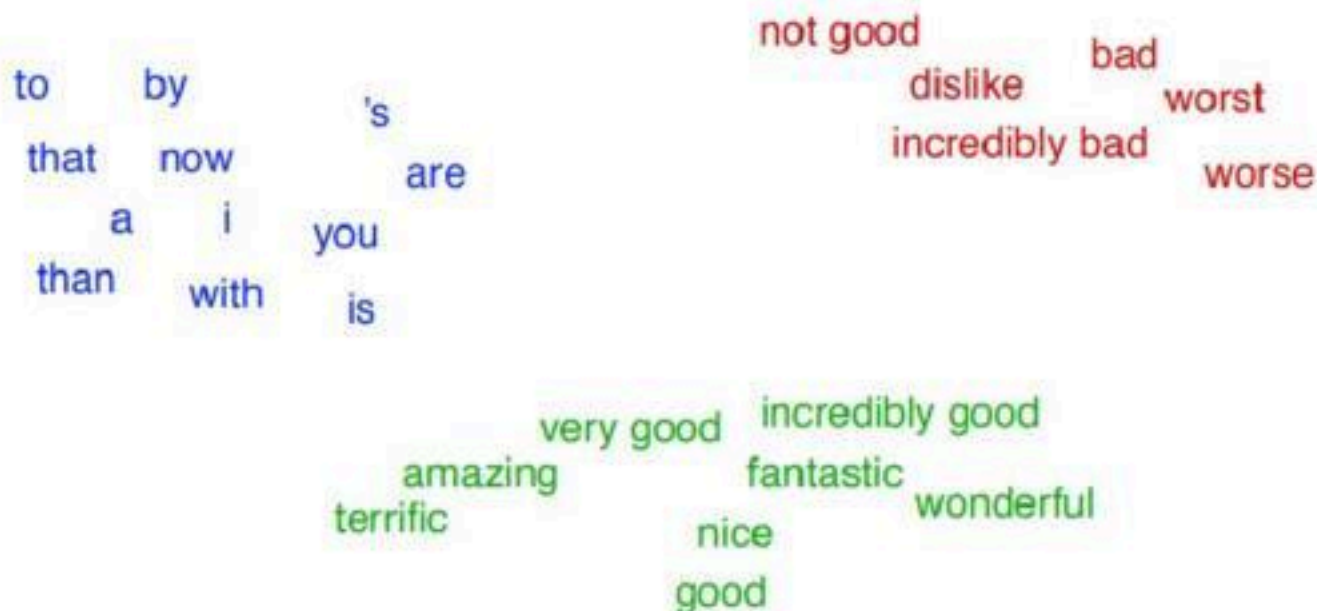 not good
bad
dislike
worst
incredibly bad
worse
to by
's
that now
are
a i
you
than with
is
very good
incredibly good
amazing
fantastic
terrific
wonderful
nice
good